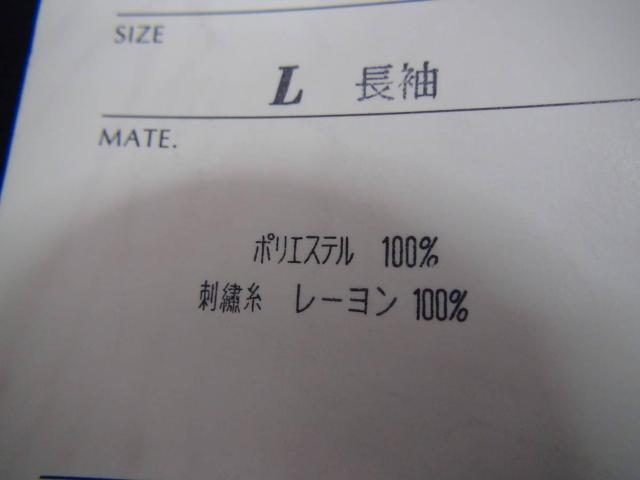 SIZE
L 長袖
MATE.
ポリエステル 100%
刺繍糸 レーヨン 100%